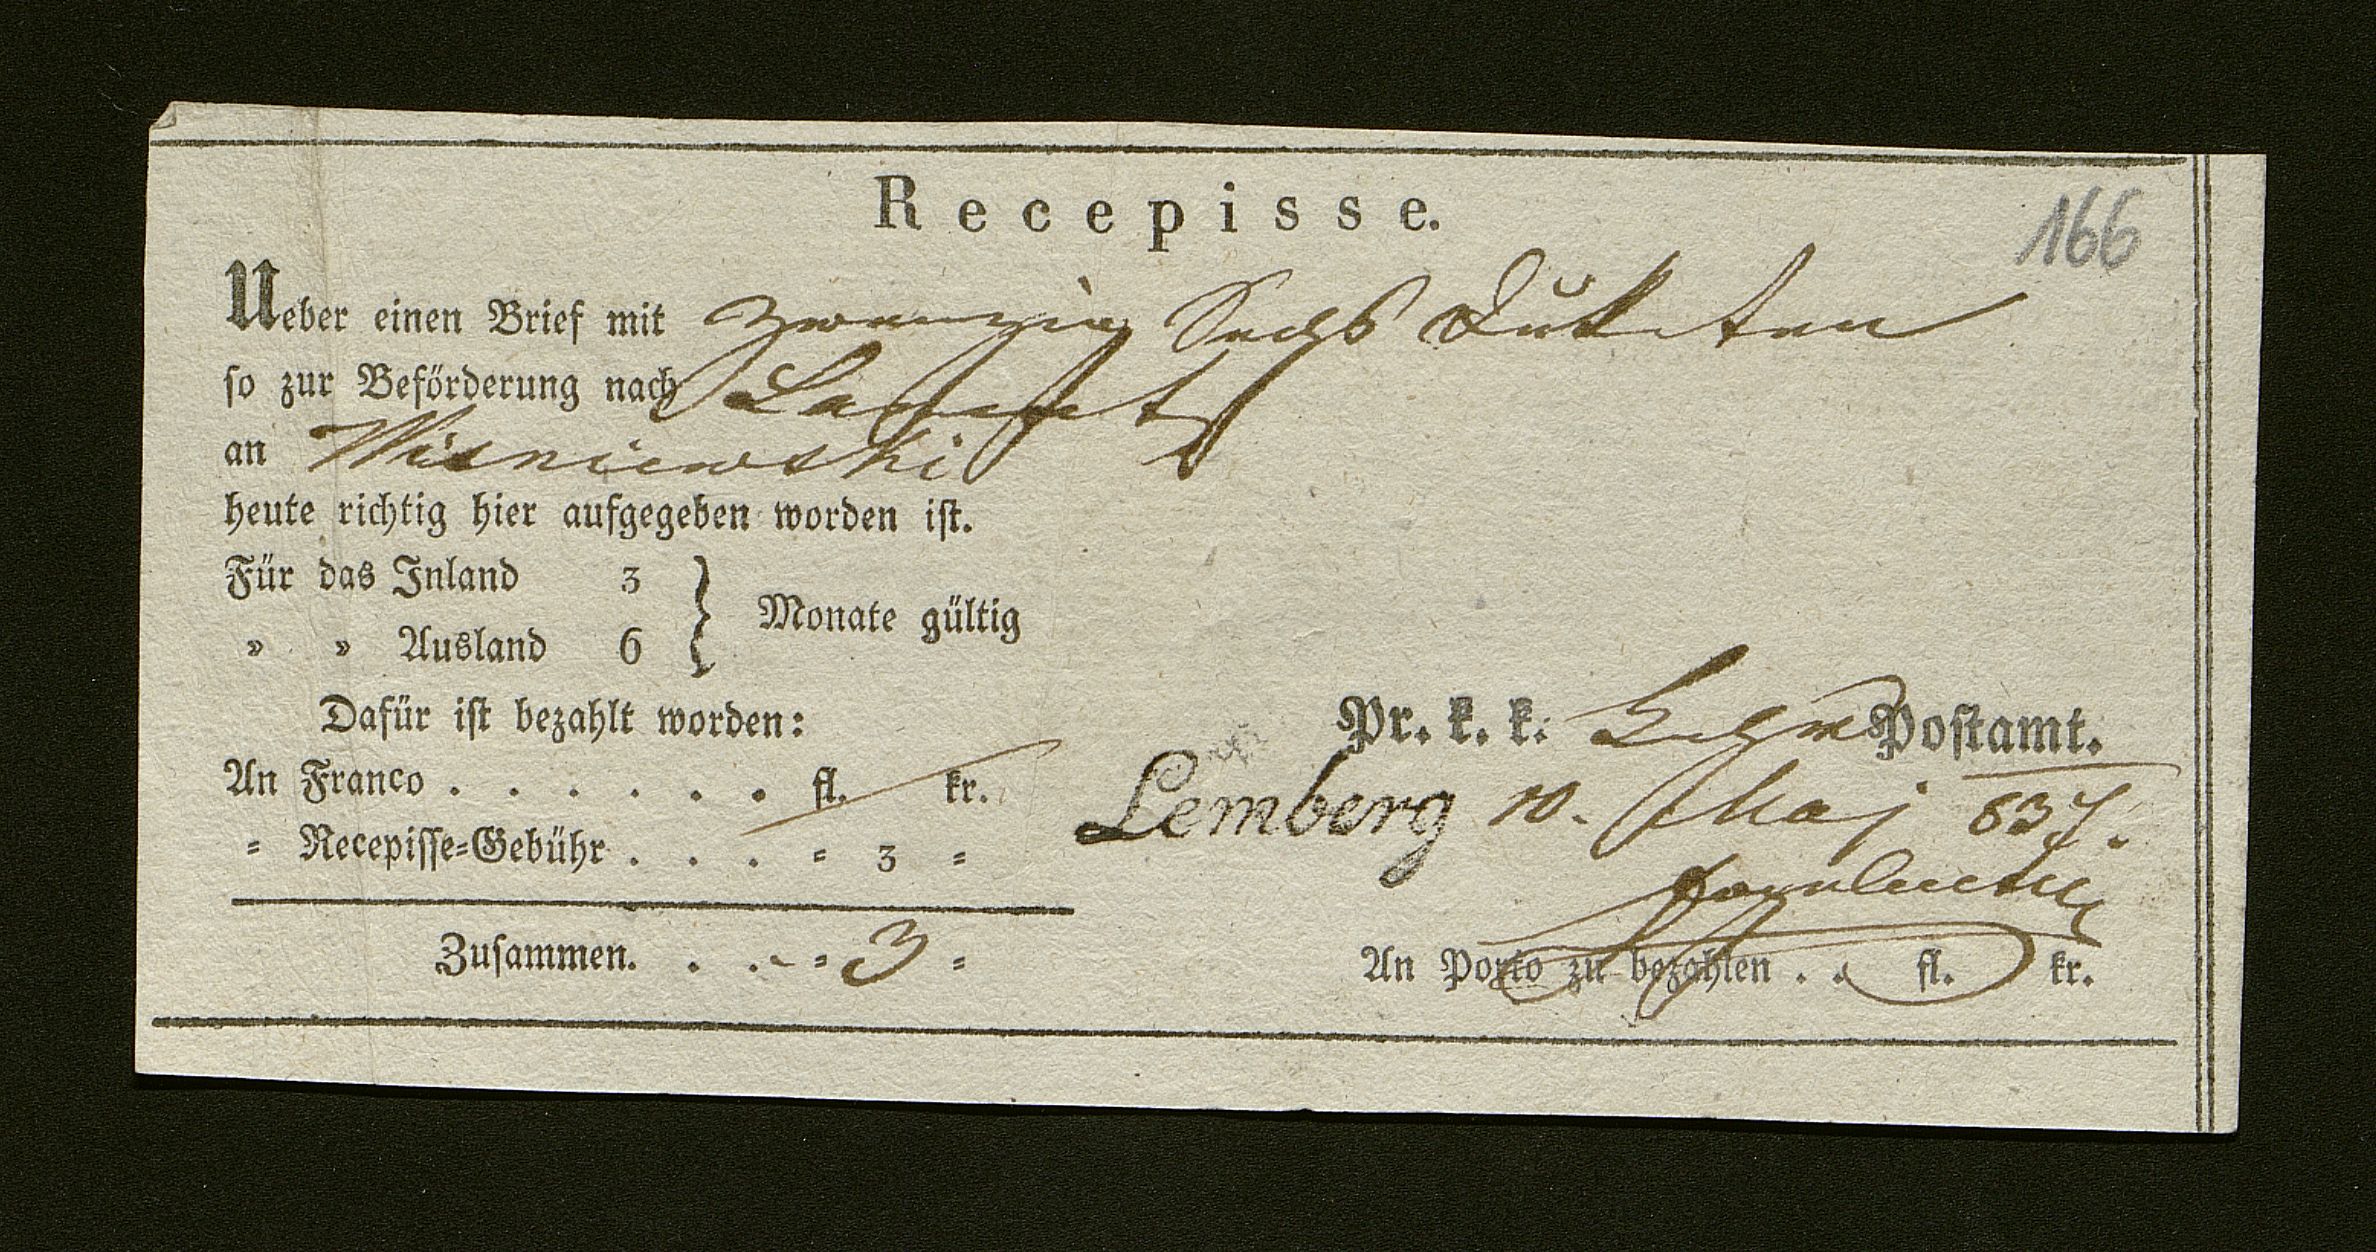 Recepisse.
166
Ueber einen Brief mit zwanzig Sechs Dukaten
so zur Beförderung nach
an Wisniewski
heute richtig hier aufgegeben worden ist.
Für das Inland 3
» » Ausland 6 } Monate gültig
Dafür ist bezahlt worden:
An Franco . . . . . . fl. kr.
= Recepisse=Gebühr . . . = 3 =
Zusammen. . . - = 3 =
Pr. k. k. Postamt.
Lemberg 10. Maj 837.
An Porto zu bezahlen . . fl. kr.